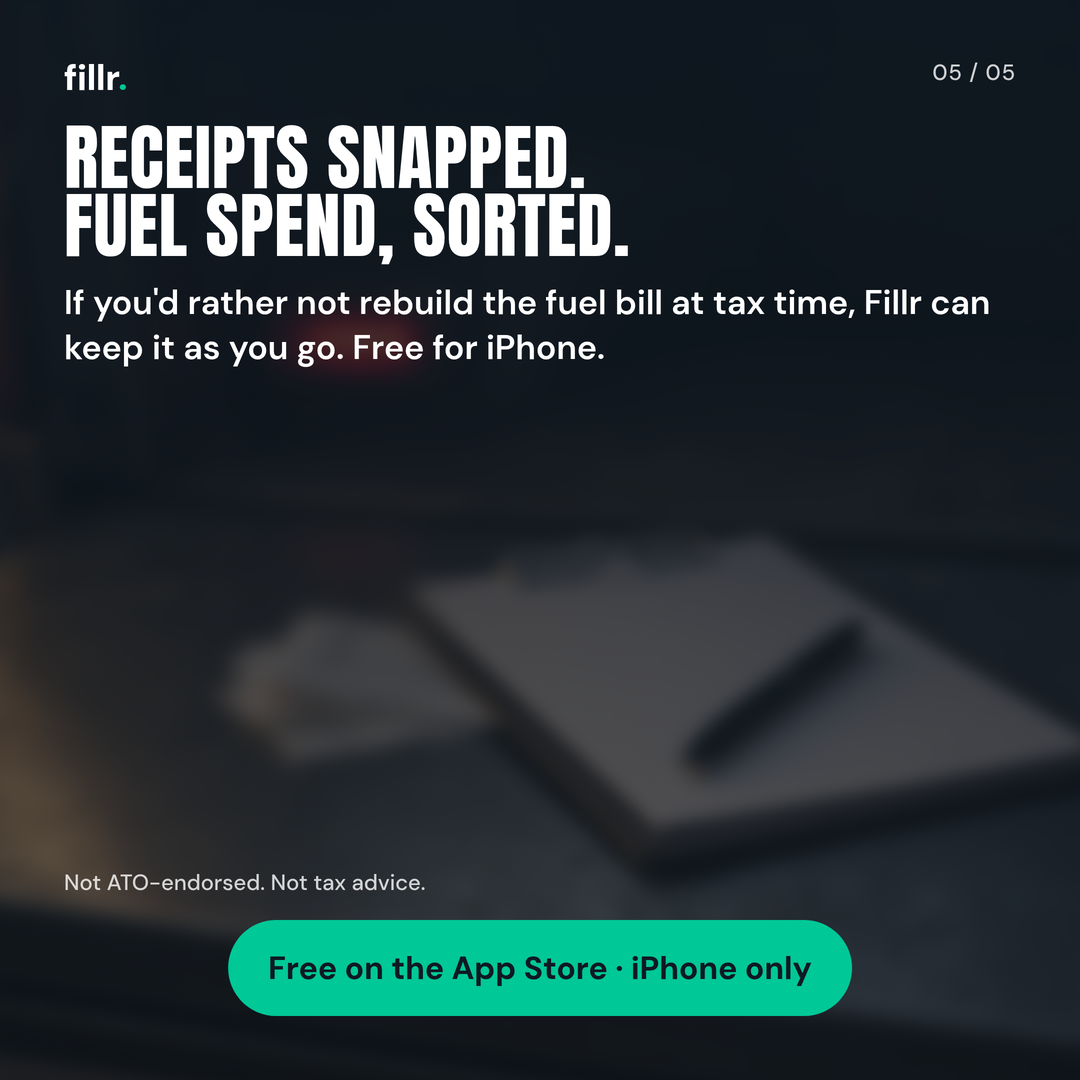 fillr.
05 / 05
RECEIPTS SNAPPED.
FUEL SPEND, SORTED.
If you'd rather not rebuild the fuel bill at tax time, Fillr can
keep it as you go. Free for iPhone.
Not ATO-endorsed. Not tax advice.
Free on the App Store · iPhone only